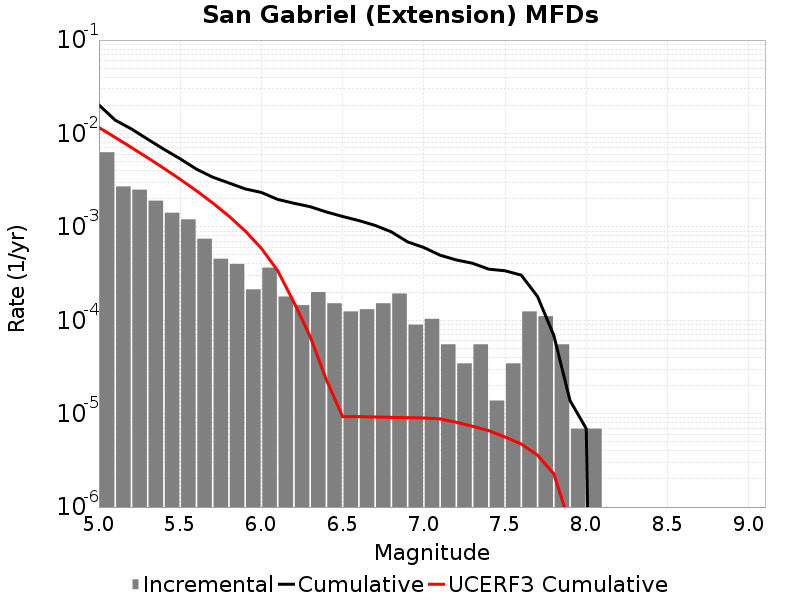 San Gabriel (Extension) MFDs
10-1
10-2
10-3
10-4
10-5
10-6
Rate (1/yr)
5.0 5.5 6.0 6.5 7.0 7.5 8.0 8.5 9.0
Magnitude
Incremental Cumulative UCERF3 Cumulative